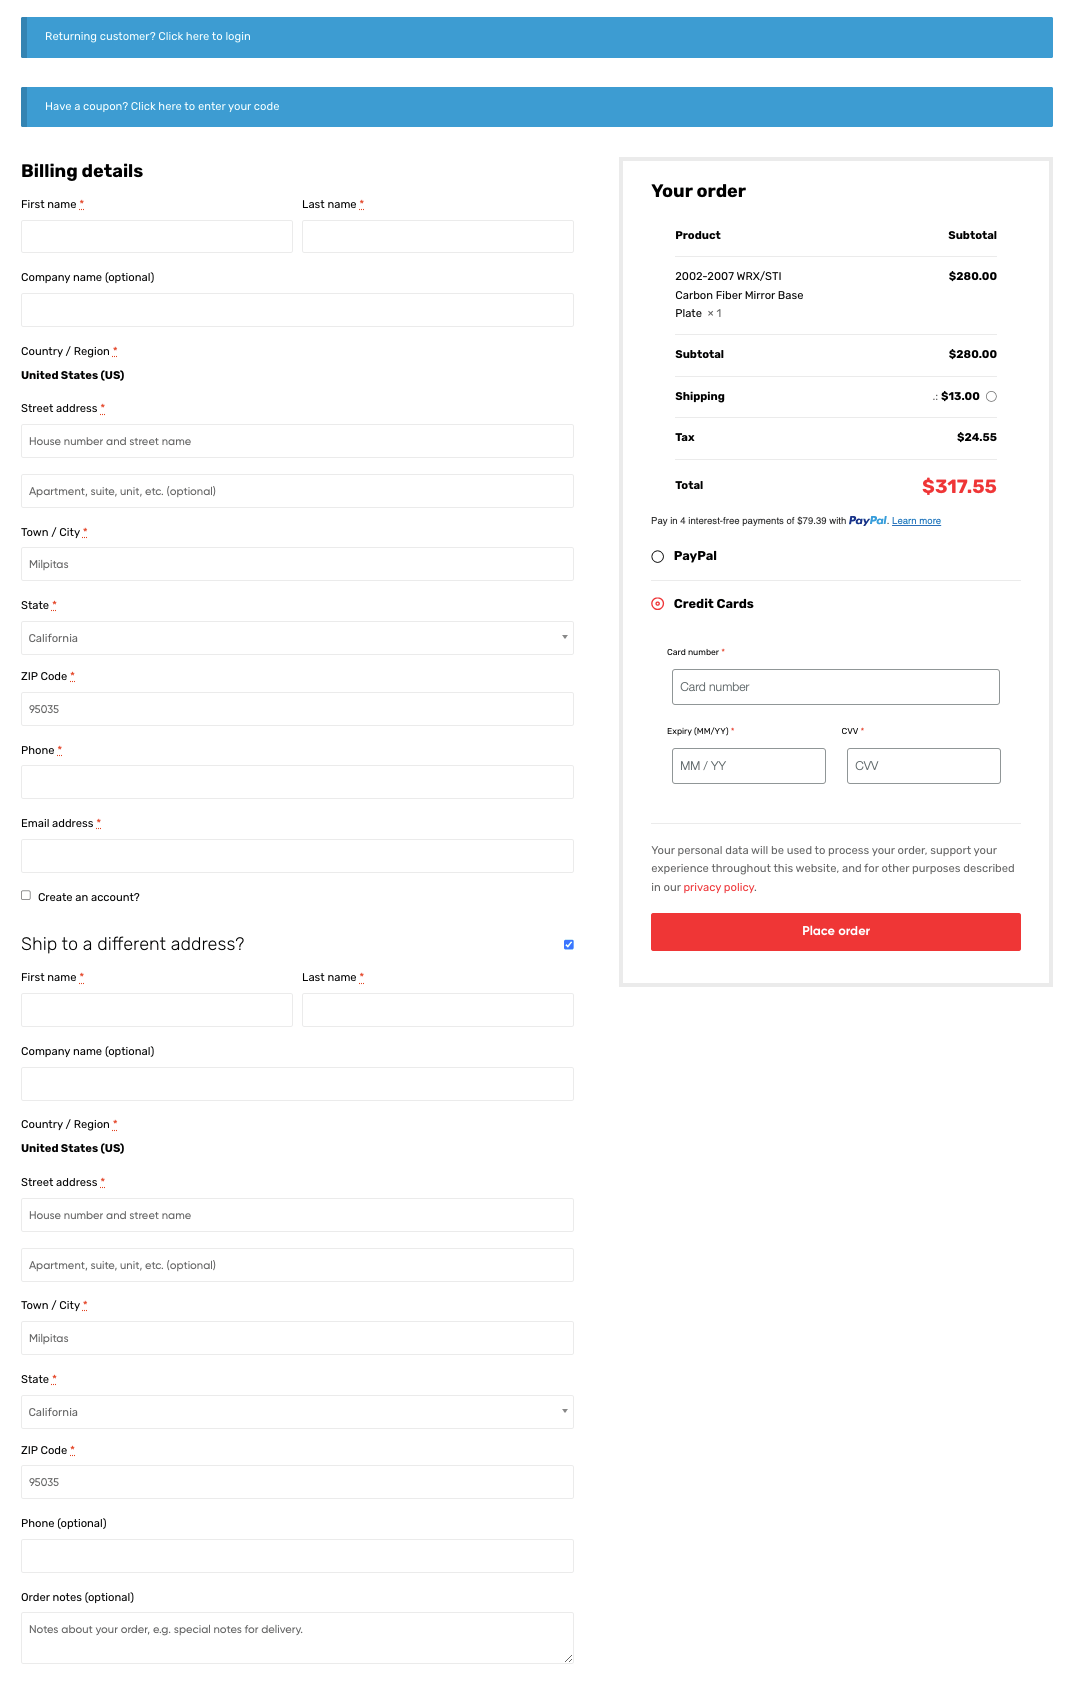 Returning customer? Click here to login
Have a coupon? Click here to enter your code
Billing details
First name *
Last name *
Company name (optional)
Country / Region *
United States (US)
Street address *
House number and street name
Apartment, suite, unit, etc. (optional)
Town / City *
Milpitas
State *
California
ZIP Code *
95035
Phone *
Email address *
Create an account?
Ship to a different address?
First name *
Last name *
Company name (optional)
Country / Region *
United States (US)
Street address *
House number and street name
Apartment, suite, unit, etc. (optional)
Town / City *
Milpitas
State *
California
ZIP Code *
95035
Phone (optional)
Order notes (optional)
Notes about your order, e.g. special notes for delivery.
Your order
Product Subtotal
2002-2007 WRX/STI $280.00
Carbon Fiber Mirror Base
Plate × 1
Subtotal $280.00
Shipping .: $13.00
Tax $24.55
Total $317.55
Pay in 4 interest-free payments of $79.39 with PayPal. Learn more
PayPal
Credit Cards
Card number *
Card number
Expiry (MM/YY) * CVV *
MM / YY CVV
Your personal data will be used to process your order, support your
experience throughout this website, and for other purposes described
in our privacy policy.
Place order